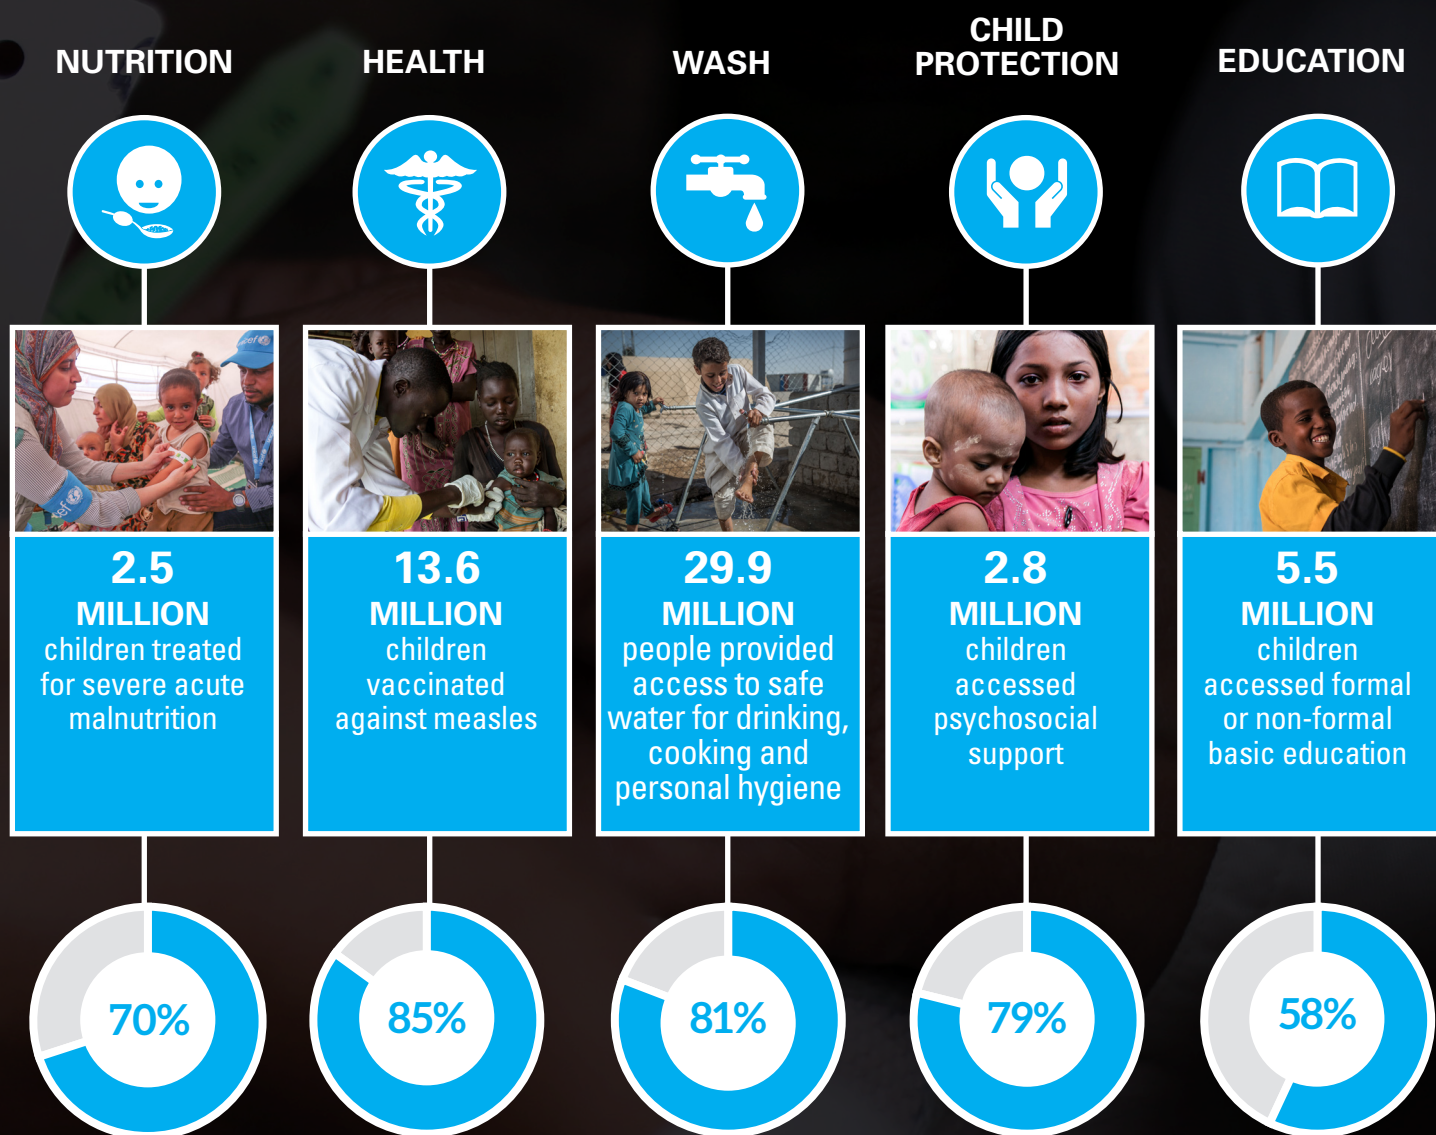 NUTRITION
HEALTH
WASH
CHILD
PROTECTION
EDUCATION
2.5
MILLION
children treated
for severe acute
malnutrition
13.6
MILLION
children
vaccinated
against measles
29.9
MILLION
people provided
access to safe
water for drinking,
cooking and
personal hygiene
2.8
MILLION
children
accessed
psychosocial
support
5.5
MILLION
children
accessed formal
or non-formal
basic education
70%
85%
81%
79%
58%